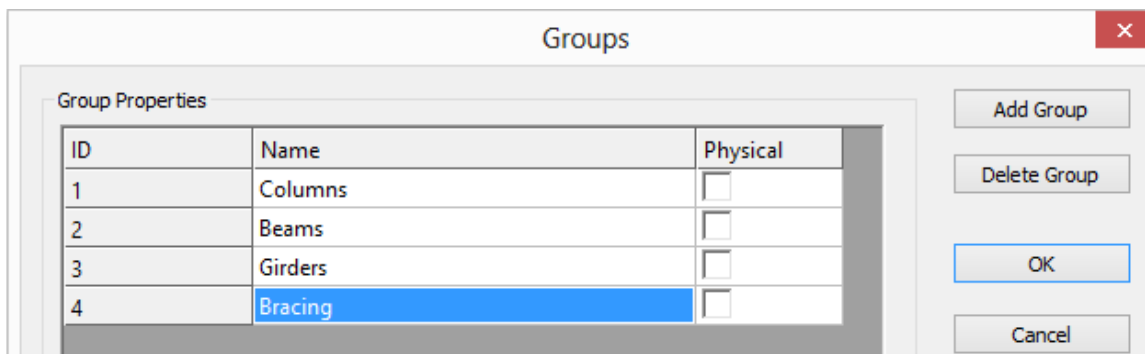 Groups
Group Properties
ID Name Physical
1 Columns
2 Beams
3 Girders
4 Bracing
Add Group
Delete Group
OK
Cancel